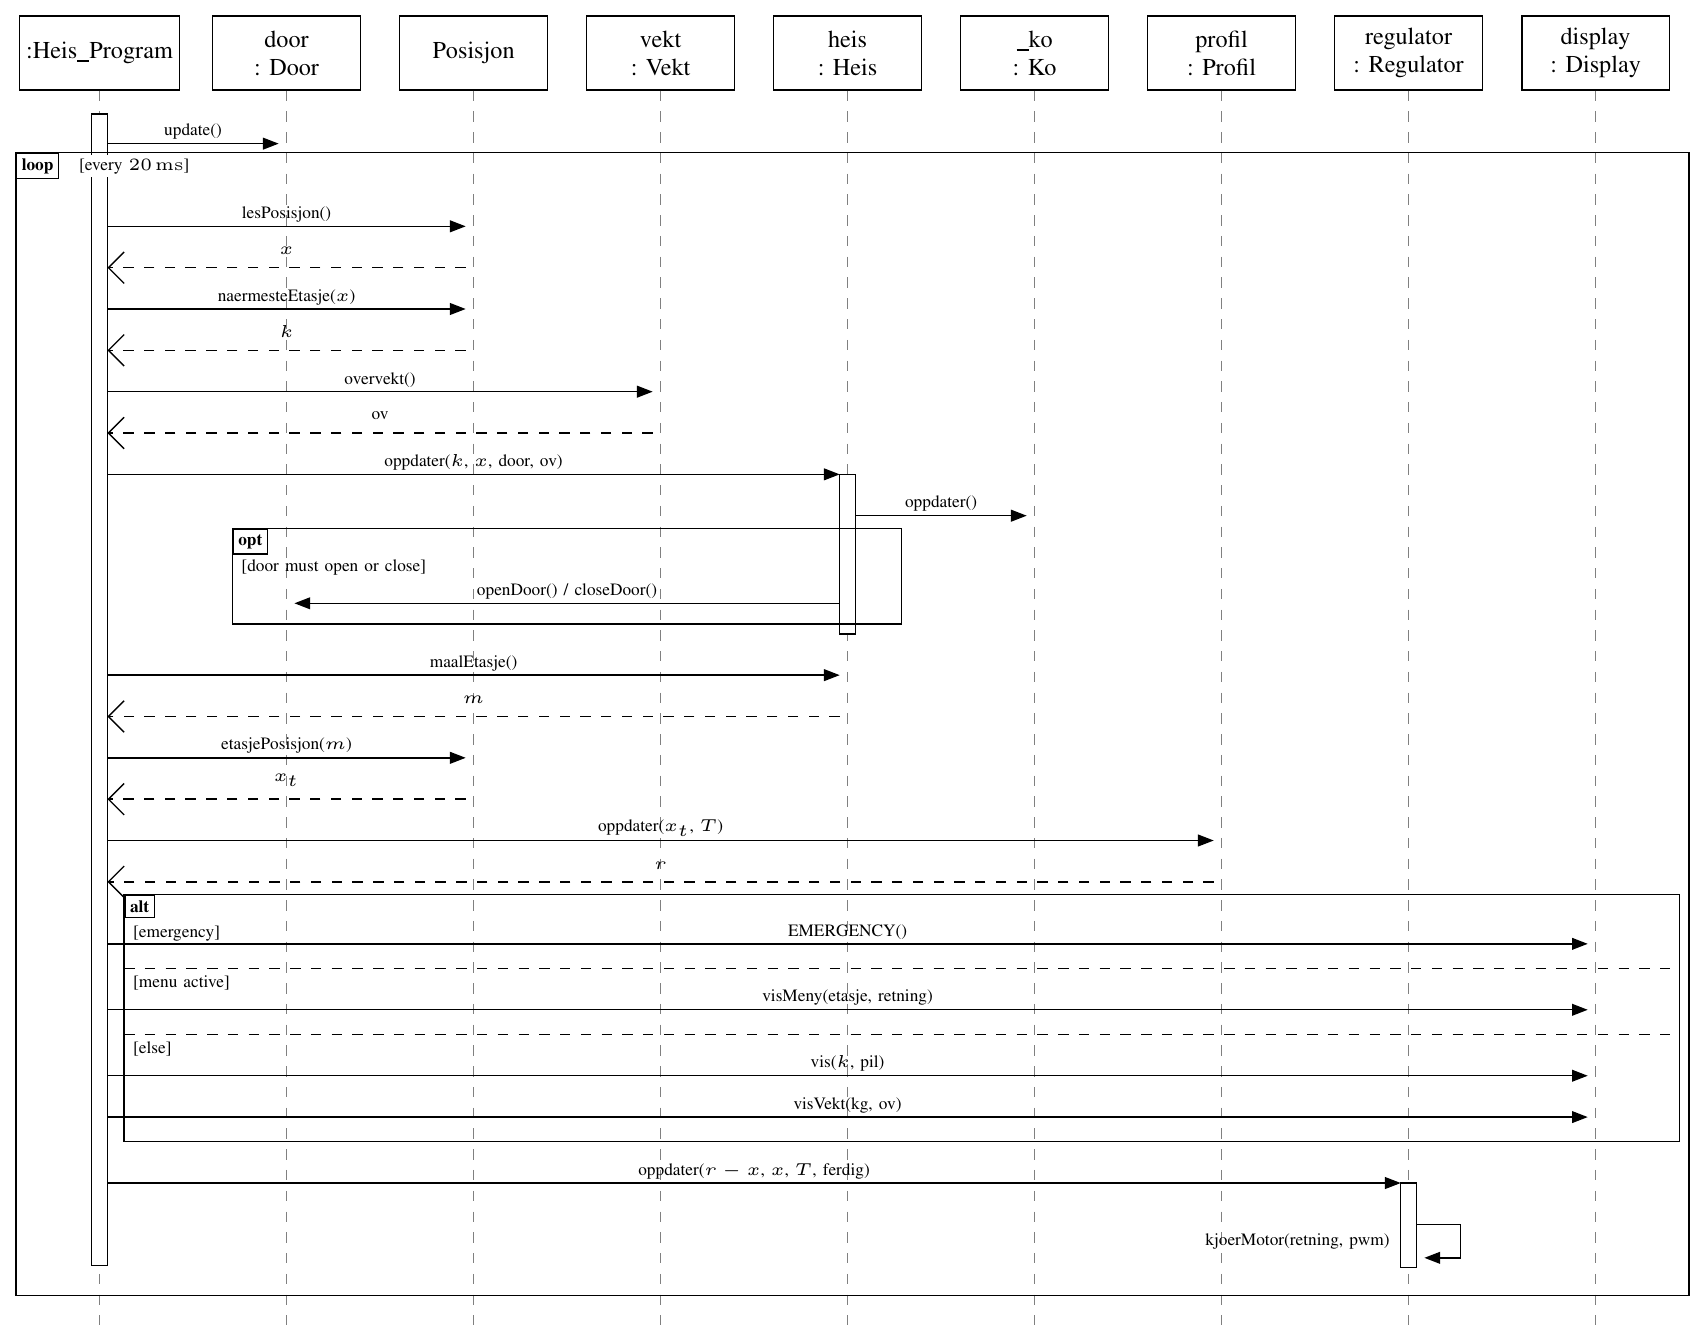 :Heis_Program
door
: Door
Posisjon
vekt
: Vekt
heis
: Heis
_ko
: Ko
profil
: Profil
regulator
: Regulator
display
: Display
update()
loop
[every 20 ms]
lesPosisjon()
x
naermesteEtasje(x)
k
overvekt()
ov
oppdater(k, x, door, ov)
oppdater()
opt
[door must open or close]
openDoor() / closeDoor()
maalEtasje()
m
etasjePosisjon(m)
x_t
oppdater(x_t, T)
r
alt
[emergency]
EMERGENCY()
[menu active]
visMeny(etasje, retning)
[else]
vis(k, pil)
visVekt(kg, ov)
oppdater(r − x, x, T, ferdig)
kjoerMotor(retning, pwm)